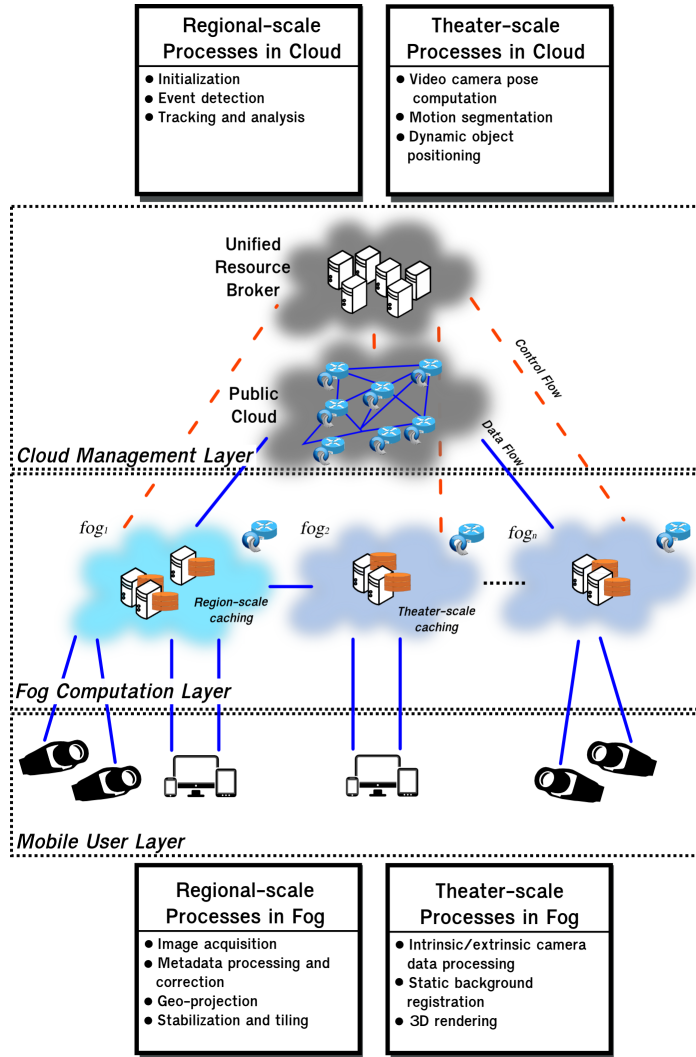 Regional-scale
Processes in Cloud
● Initialization
● Event detection
● Tracking and analysis
Theater-scale
Processes in Cloud
● Video camera pose
computation
● Motion segmentation
● Dynamic object
positioning
Unified
Resource
Broker
Control Flow
Public
Cloud
Data Flow
Cloud Management Layer
fog1
fog2
fogn
Region-scale
caching
Theater-scale
caching
Fog Computation Layer
Mobile User Layer
Regional-scale
Processes in Fog
● Image acquisition
● Metadata processing and
correction
● Geo-projection
● Stabilization and tiling
Theater-scale
Processes in Fog
● Intrinsic/extrinsic camera
data processing
● Static background
registration
● 3D rendering